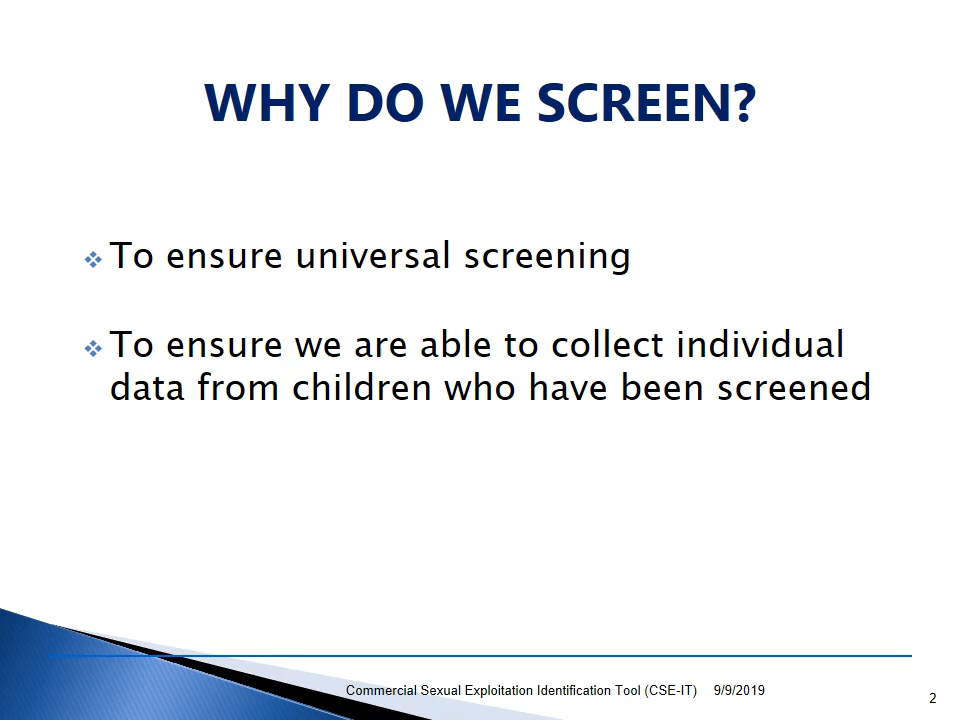 WHY DO WE SCREEN?
To ensure universal screening
To ensure we are able to collect individual
data from children who have been screened
Commercial Sexual Exploitation Identification Tool (CSE-IT) 9/9/2019
2